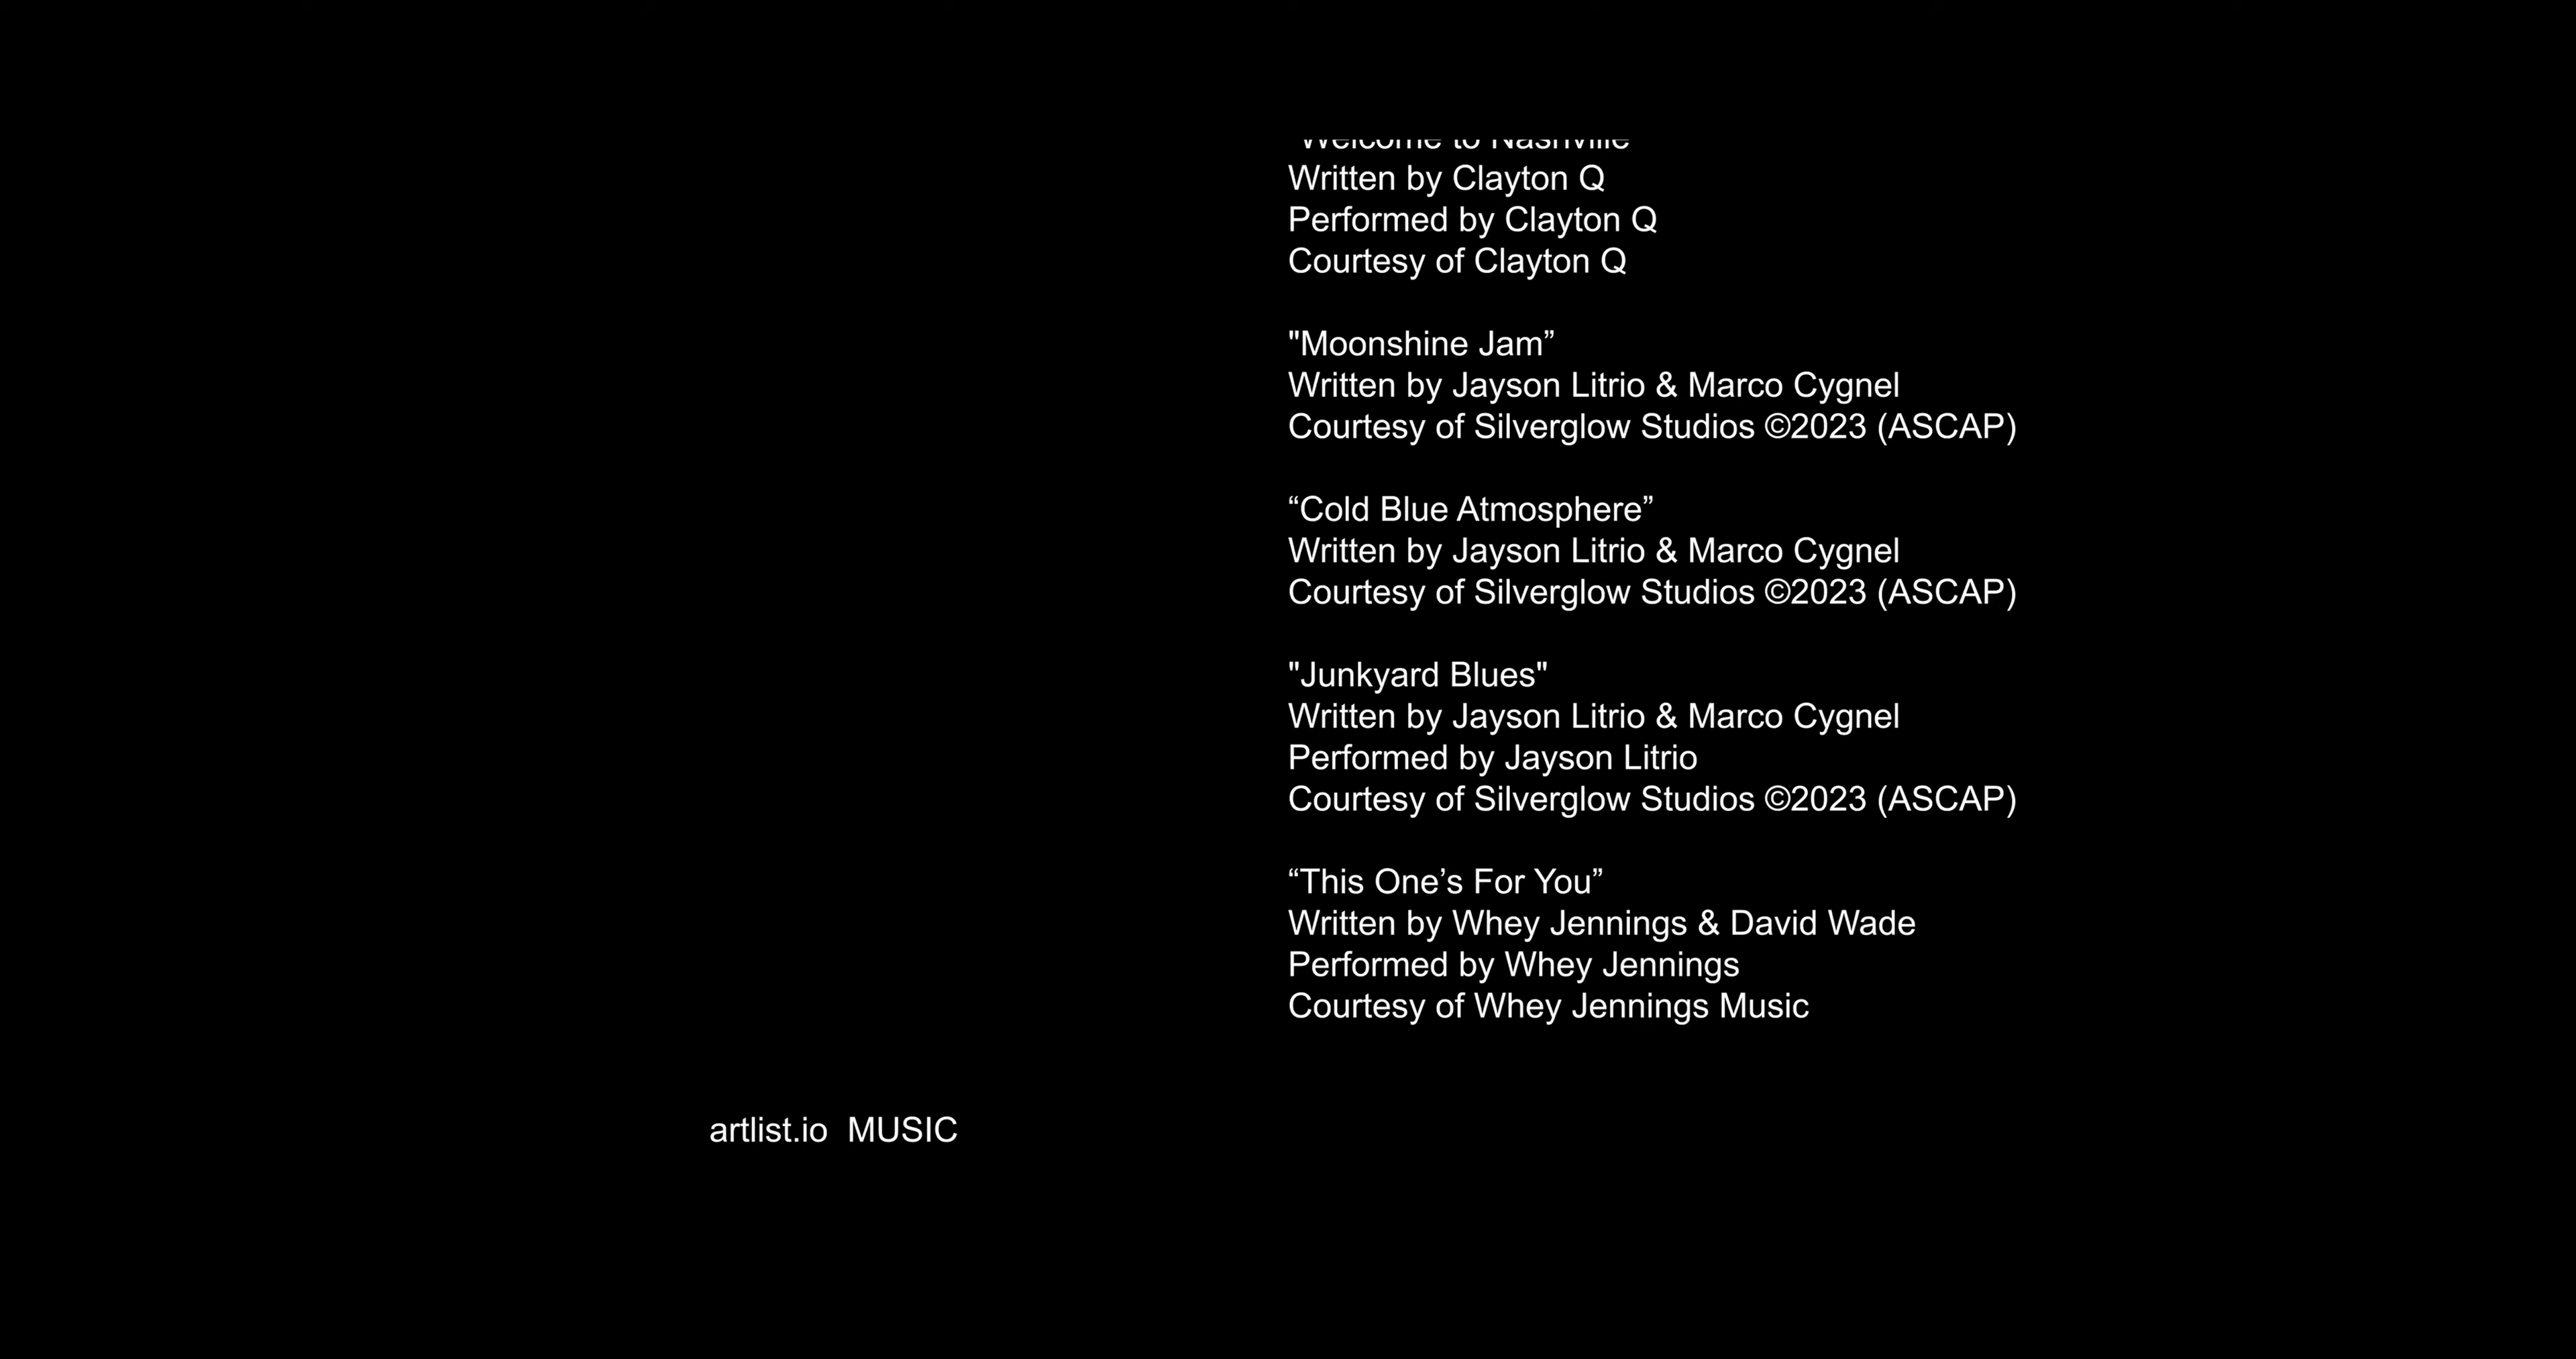 "Welcome to Nashville"
Written by Clayton Q
Performed by Clayton Q
Courtesy of Clayton Q
"Moonshine Jam”
Written by Jayson Litrio & Marco Cygnel
Courtesy of Silverglow Studios ©2023 (ASCAP)
“Cold Blue Atmosphere”
Written by Jayson Litrio & Marco Cygnel
Courtesy of Silverglow Studios ©2023 (ASCAP)
"Junkyard Blues"
Written by Jayson Litrio & Marco Cygnel
Performed by Jayson Litrio
Courtesy of Silverglow Studios ©2023 (ASCAP)
“This One’s For You”
Written by Whey Jennings & David Wade
Performed by Whey Jennings
Courtesy of Whey Jennings Music
artlist.io  MUSIC